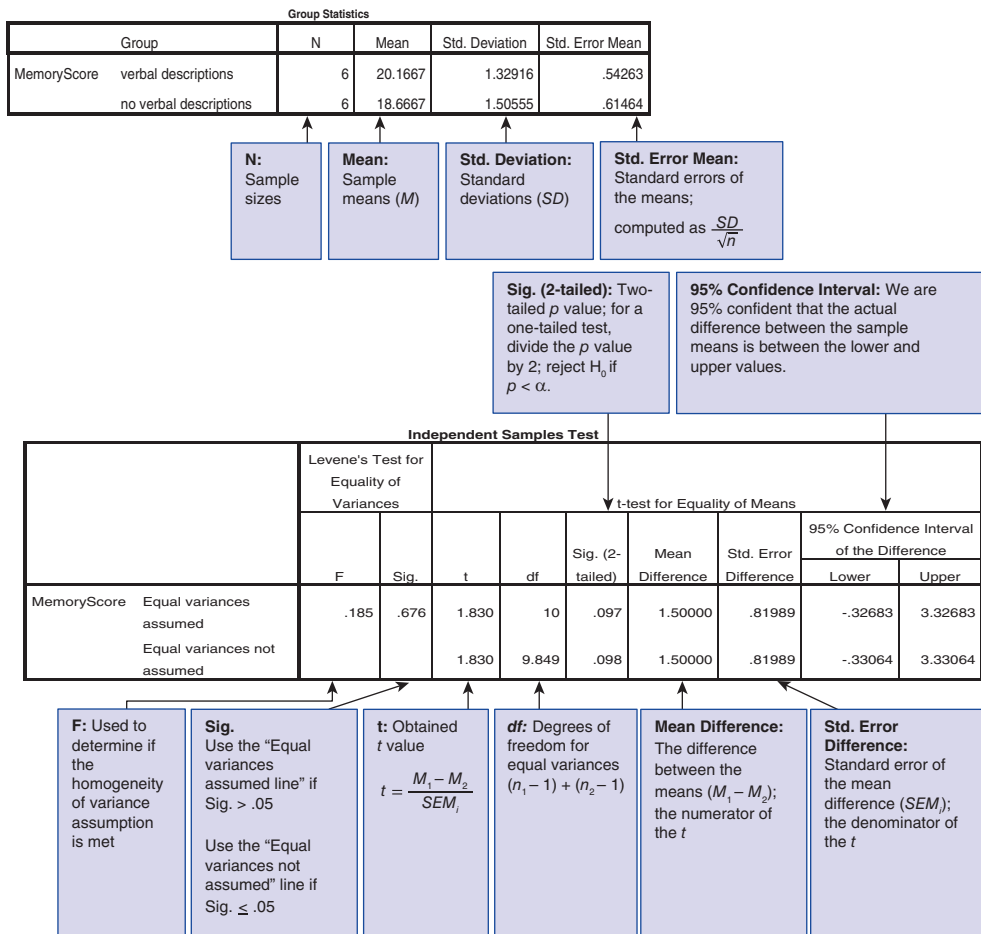 Group Statistics
Group N Mean Std. Deviation Std. Error Mean
MemoryScore verbal descriptions 6 20.1667 1.32916 .54263
no verbal descriptions 6 18.6667 1.50555 .61464
N:
Sample
sizes
Mean:
Sample
means (M)
Std. Deviation:
Standard
deviations (SD)
Std. Error Mean:
Standard errors of
the means;
computed as SD/√n
Sig. (2-tailed): Two-
tailed p value; for a
one-tailed test,
divide the p value
by 2; reject H₀ if
p < α.
95% Confidence Interval: We are
95% confident that the actual
difference between the sample
means is between the lower and
upper values.
Independent Samples Test
Levene's Test for
Equality of
Variances
t-test for Equality of Means
95% Confidence Interval
of the Difference
F Sig. t df Sig. (2-
tailed) Mean
Difference Std. Error
Difference Lower Upper
MemoryScore Equal variances
assumed .185 .676 1.830 10 .097 1.50000 .81989 -.32683 3.32683
Equal variances not
assumed 1.830 9.849 .098 1.50000 .81989 -.33064 3.33064
F: Used to
determine if
the
homogeneity
of variance
assumption
is met
Sig.
Use the “Equal
variances
assumed line” if
Sig. > .05
Use the “Equal
variances not
assumed” line if
Sig. ≤ .05
t: Obtained
t value
t = M₁ − M₂ / SEMᵢ
df: Degrees of
freedom for
equal variances
(n₁ − 1) + (n₂ − 1)
Mean Difference:
The difference
between the
means (M₁ − M₂);
the numerator of
the t
Std. Error
Difference:
Standard error of
the mean
difference (SEMᵢ);
the denominator of
the t